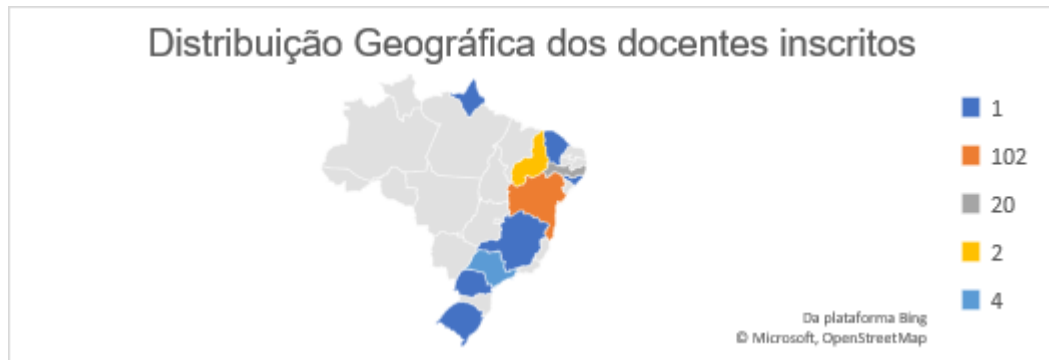 Distribuição Geográfica dos docentes inscritos
1
102
20
2
4
Da plataforma Bing
© Microsoft, OpenStreetMap